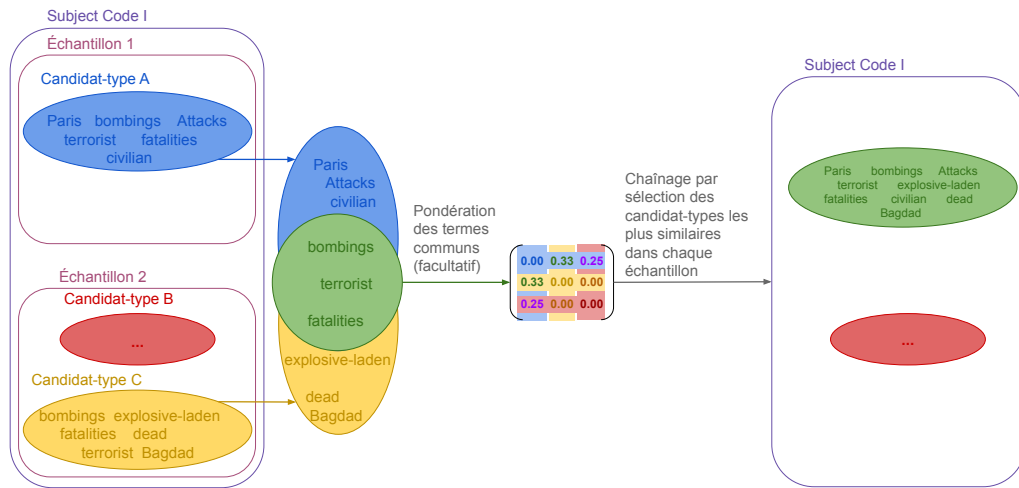 Subject Code I
Échantillon 1
Candidat-type A
Paris bombings Attacks
terrorist fatalities
civilian
Échantillon 2
Candidat-type B
...
Candidat-type C
bombings explosive-laden
fatalities dead
terrorist Bagdad
Paris
Attacks
civilian
bombings
terrorist
fatalities
explosive-laden
dead
Bagdad
Pondération
des termes
communs
(facultatif)
0.00 0.33 0.25
0.33 0.00 0.00
0.25 0.00 0.00
Chaînage par
sélection des
candidat-types les
plus similaires
dans chaque
échantillon
Subject Code I
Paris bombings Attacks
terrorist explosive-laden
fatalities civilian dead
Bagdad
...